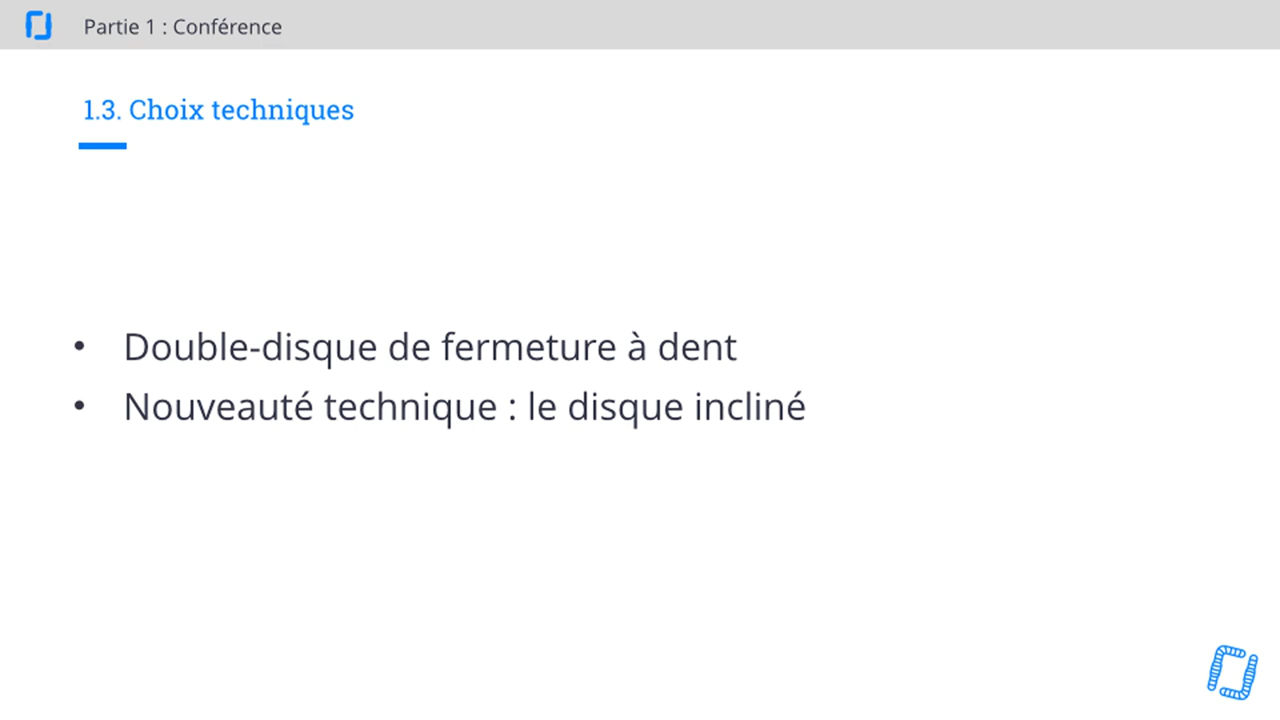 Partie 1 : Conférence
1.3. Choix techniques
• Double-disque de fermeture à dent
• Nouveauté technique : le disque incliné